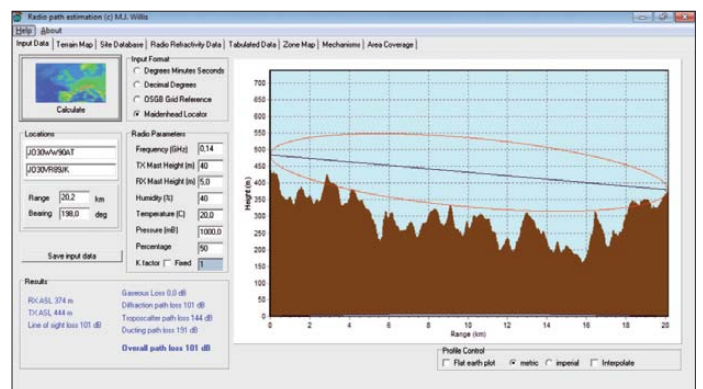 Radio path estimation (c) M.J. Willis
Help About
Input Data Terrain Map Site Database Radio Refractivity Data Tabulated Data Zone Map Mechanisms Area Coverage
Calculate
Input Format
Degrees Minutes Seconds
Decimal Degrees
OSGB Grid Reference
Maidenhead Locator
Locations
JO30WW90AT
JO30VR89JK
Range 20,2 km
Bearing 198,0 deg
Save input data
Radio Parameters
Frequency (GHz) 0,14
TX Mast Height (m) 40
RX Mast Height (m) 5,0
Humidity (%) 40
Temperature (C) 20,0
Pressure (mB) 1000,0
Percentage 50
K factor Fixed 1
Results
RX ASL 374 m
TX ASL 444 m
Line of sight loss 101 dB
Gaseous Loss 0,0 dB
Diffraction path loss 101 dB
Troposcatter path loss 144 dB
Ducting path loss 191 dB
Overall path loss 101 dB
Height (m)
700
650
600
550
500
450
400
350
300
250
200
150
100
50
0
0 2 4 6 8 10 12 14 16 18 20
Range (km)
Profile Control
Flat earth plot metric imperial Interpolate